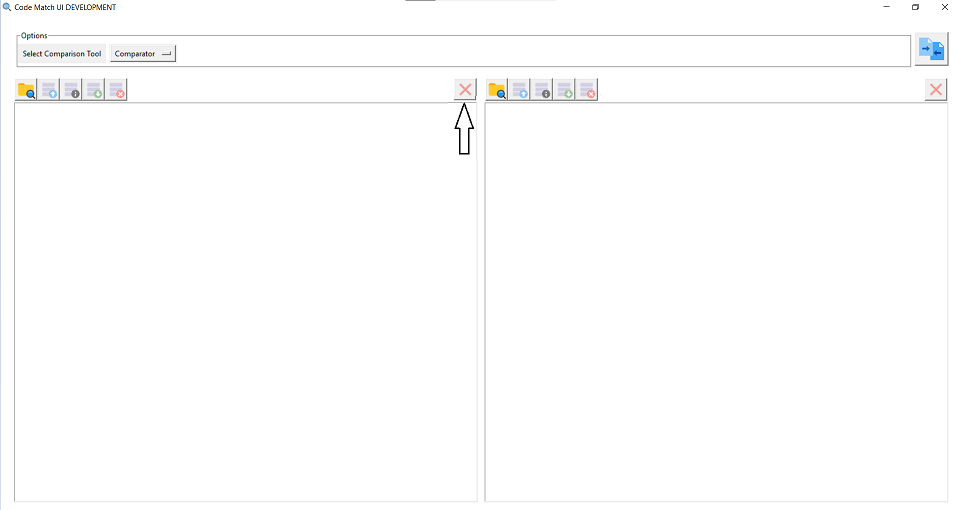 Code Match UI DEVELOPMENT
Options
Select Comparison Tool Comparator